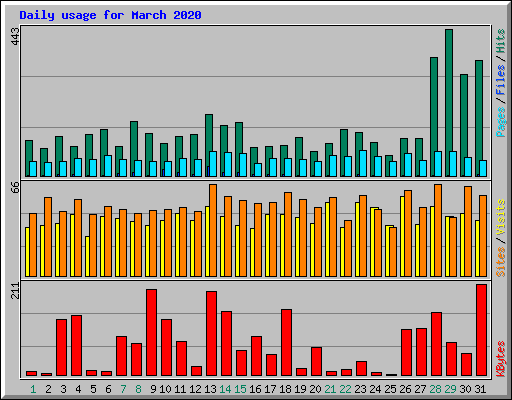 Daily usage for March 2020
443
Pages / Files / Hits
66
Sites / Visits
211
KBytes
1 2 3 4 5 6 7 8 9 10 11 12 13 14 15 16 17 18 19 20 21 22 23 24 25 26 27 28 29 30 31